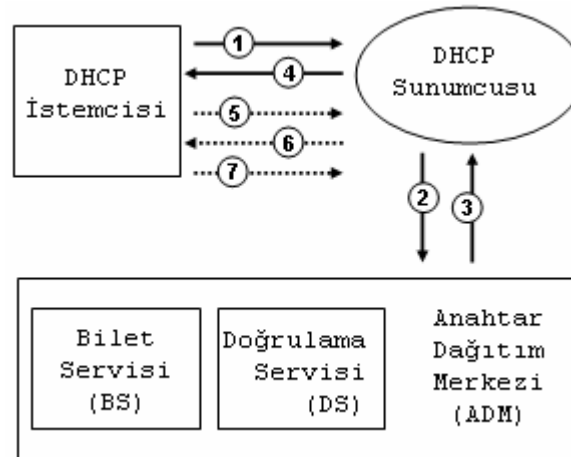 DHCP
İstemcisi
1
4
5
6
7
DHCP
Sunumcusu
2
3
Bilet
Servisi
(BS)
Doğrulama
Servisi
(DS)
Anahtar
Dağıtım
Merkezi
(ADM)